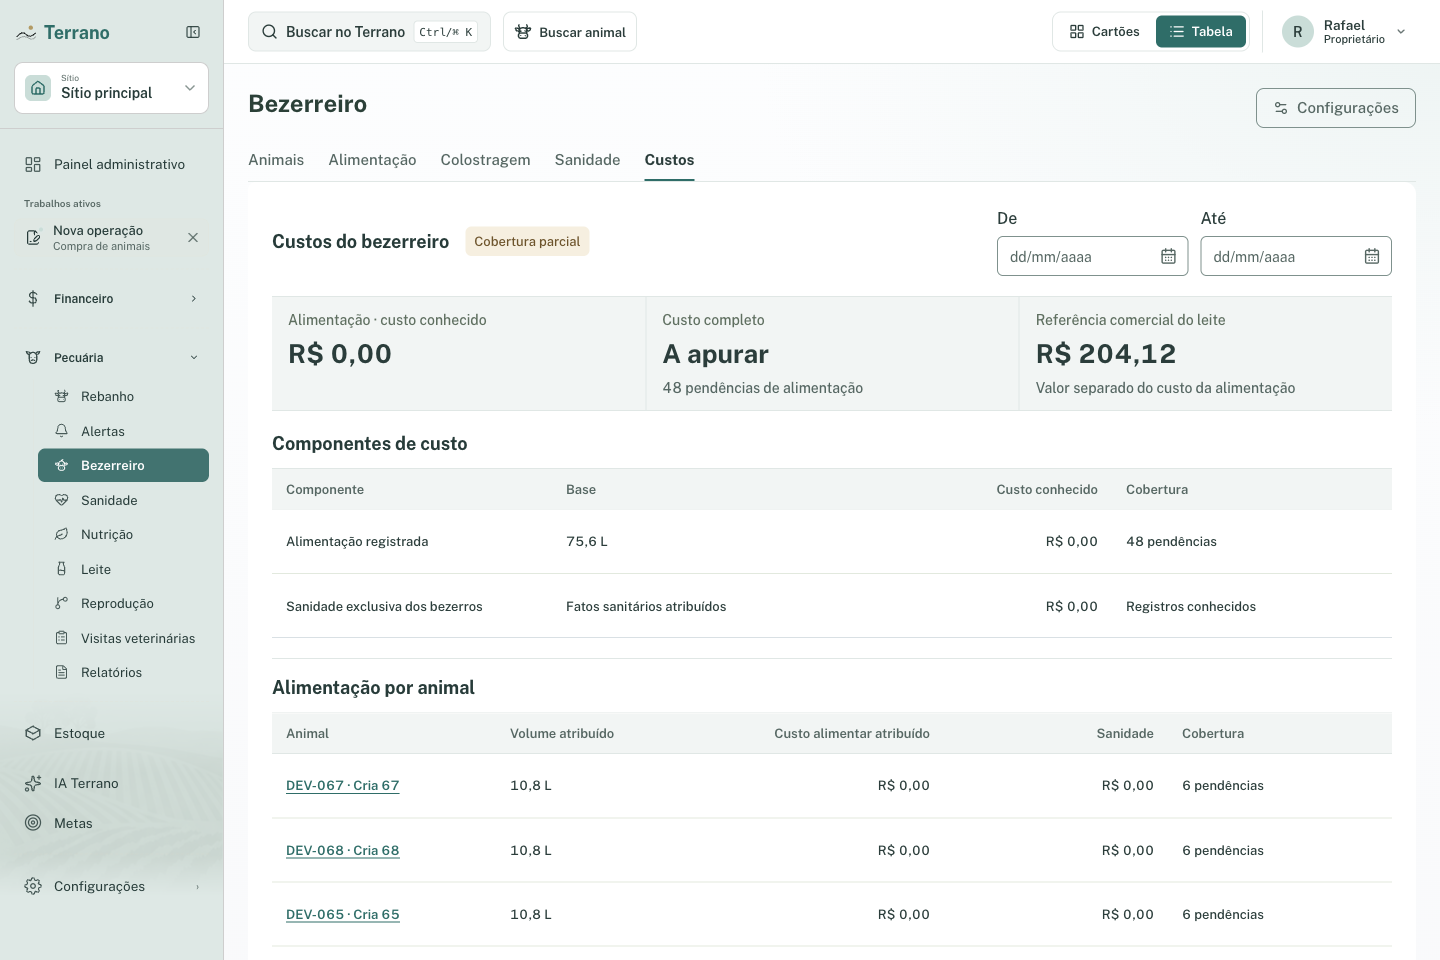 Terrano
Sítio
Sítio principal
Painel administrativo
Trabalhos ativos
Nova operação
Compra de animais
Financeiro
Pecuária
Rebanho
Alertas
Bezerreiro
Sanidade
Nutrição
Leite
Reprodução
Visitas veterinárias
Relatórios
Estoque
IA Terrano
Metas
Configurações
Buscar no Terrano Ctrl/⌘ K
Buscar animal
Cartões
Tabela
R
Rafael
Proprietário
Bezerreiro
Configurações
Animais Alimentação Colostragem Sanidade Custos
Custos do bezerreiro Cobertura parcial
De
dd/mm/aaaa
Até
dd/mm/aaaa
Alimentação · custo conhecido
R$ 0,00
Custo completo
A apurar
48 pendências de alimentação
Referência comercial do leite
R$ 204,12
Valor separado do custo da alimentação
Componentes de custo
Componente Base Custo conhecido Cobertura
Alimentação registrada 75,6 L R$ 0,00 48 pendências
Sanidade exclusiva dos bezerros Fatos sanitários atribuídos R$ 0,00 Registros conhecidos
Alimentação por animal
Animal Volume atribuído Custo alimentar atribuído Sanidade Cobertura
DEV-067 · Cria 67 10,8 L R$ 0,00 R$ 0,00 6 pendências
DEV-068 · Cria 68 10,8 L R$ 0,00 R$ 0,00 6 pendências
DEV-065 · Cria 65 10,8 L R$ 0,00 R$ 0,00 6 pendências